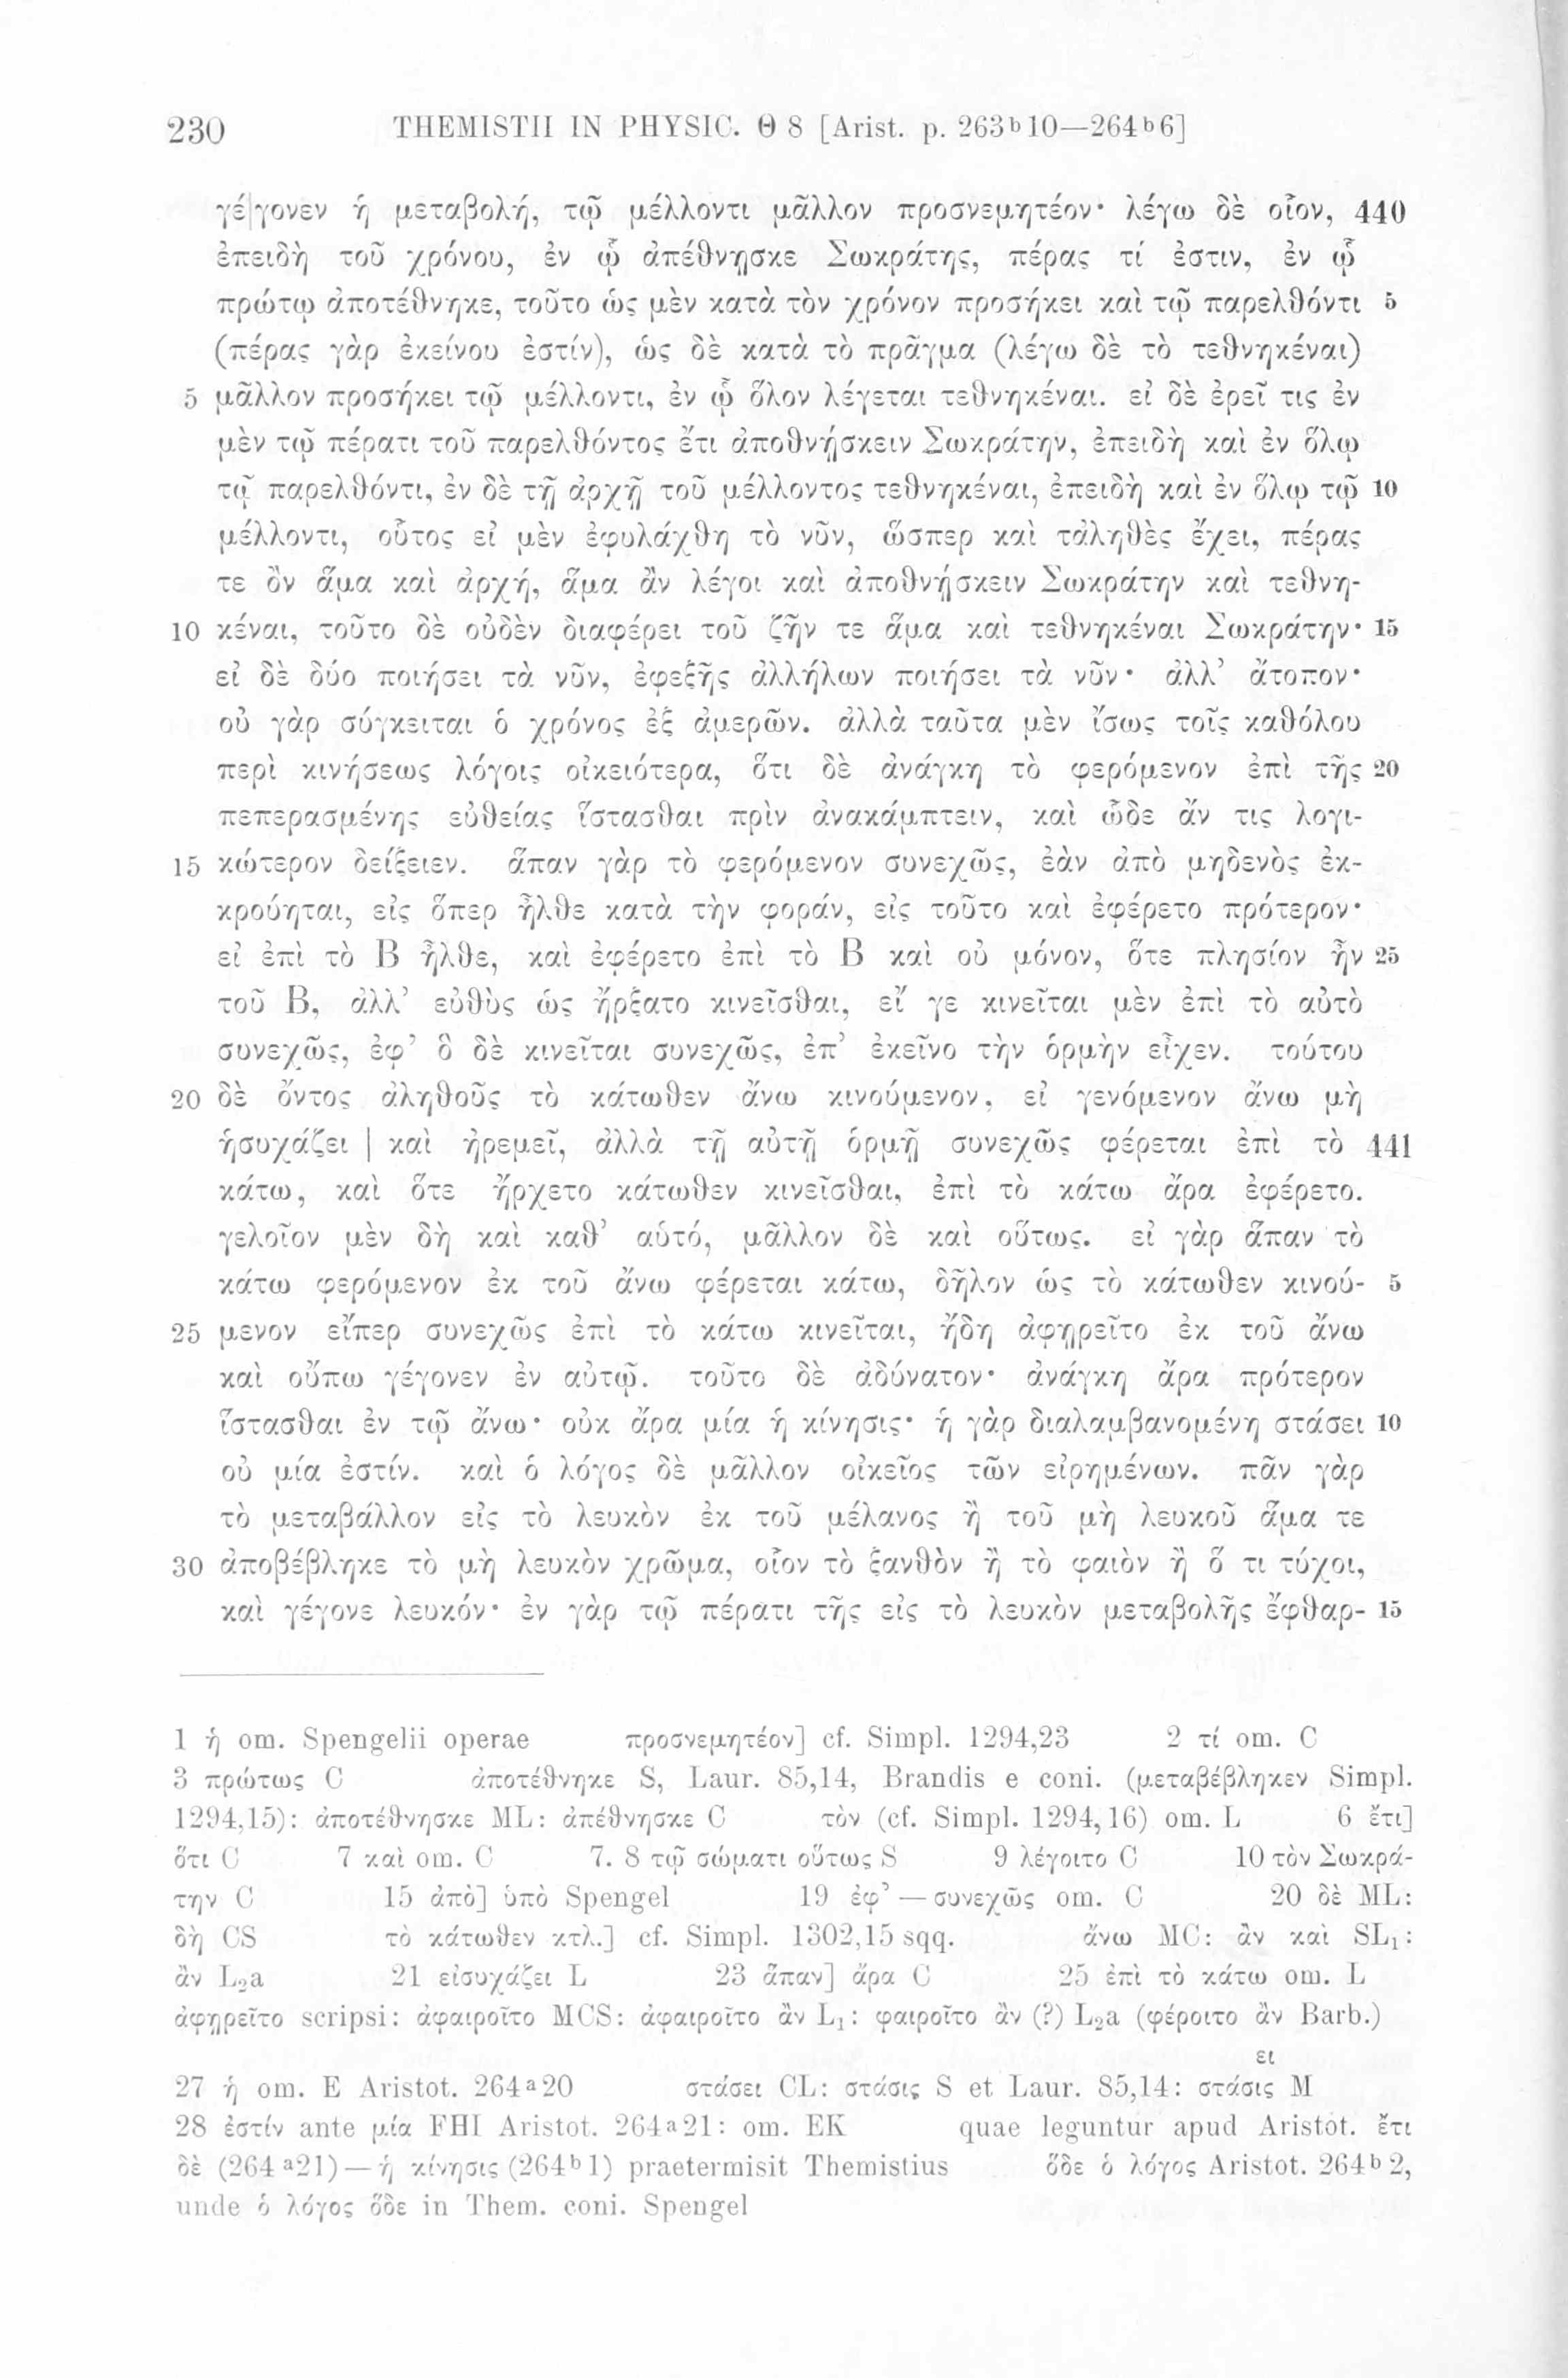 230 THEMISTII IN PHYSIC. Θ 8 [Arist. p. 263ᵇ10—264ᵇ6]
γέ|γονεν ἡ μεταβολή, τῷ μέλλοντι μᾶλλον προσνεμητέον· λέγω δὲ οἷον, 440
ἐπειδὴ τοῦ χρόνου, ἐν ᾧ ἀπέθνῃσκε Σωκράτης, πέρας τί ἐστιν, ἐν ᾧ
πρώτῳ ἀποτέθνηκε, τοῦτο ὡς μὲν κατὰ τὸν χρόνον προσήκει καὶ τῷ παρελθόντι 5
(πέρας γὰρ ἐκείνου ἐστίν), ὡς δὲ κατὰ τὸ πρᾶγμα (λέγω δὲ τὸ τεθνηκέναι)
5 μᾶλλον προσήκει τῷ μέλλοντι, ἐν ᾧ ὅλον λέγεται τεθνηκέναι. εἰ δὲ ἐρεῖ τις ἐν
μὲν τῷ πέρατι τοῦ παρελθόντος ἔτι ἀποθνῄσκειν Σωκράτην, ἐπειδὴ καὶ ἐν ὅλῳ
τῷ παρελθόντι, ἐν δὲ τῇ ἀρχῇ τοῦ μέλλοντος τεθνηκέναι, ἐπειδὴ καὶ ἐν ὅλῳ τῷ 10
μέλλοντι, οὗτος εἰ μὲν ἐφυλάχθη τὸ νῦν, ὥσπερ καὶ τἀληθὲς ἔχει, πέρας
τε ὂν ἅμα καὶ ἀρχή, ἅμα ἂν λέγοι καὶ ἀποθνῄσκειν Σωκράτην καὶ τεθνη-
10 κέναι, τοῦτο δὲ οὐδὲν διαφέρει τοῦ ζῆν τε ἅμα καὶ τεθνηκέναι Σωκράτην· 15
εἰ δὲ δύο ποιήσει τὰ νῦν, ἐφεξῆς ἀλλήλων ποιήσει τὰ νῦν· ἀλλ’ ἄτοπον·
οὐ γὰρ σύγκειται ὁ χρόνος ἐξ ἀμερῶν. ἀλλὰ ταῦτα μὲν ἴσως τοῖς καθόλου
περὶ κινήσεως λόγοις οἰκειότερα, ὅτι δὲ ἀνάγκη τὸ φερόμενον ἐπὶ τῆς 20
πεπερασμένης εὐθείας ἵστασθαι πρὶν ἀνακάμπτειν, καὶ ὧδε ἄν τις λογι-
15 κώτερον δείξειεν. ἅπαν γὰρ τὸ φερόμενον συνεχῶς, ἐὰν ἀπὸ μηδενὸς ἐκ-
κρούηται, εἰς ὅπερ ἦλθε κατὰ τὴν φοράν, εἰς τοῦτο καὶ ἐφέρετο πρότερον·
εἰ ἐπὶ τὸ Β ἦλθε, καὶ ἐφέρετο ἐπὶ τὸ Β καὶ οὐ μόνον, ὅτε πλησίον ἦν 25
τοῦ Β, ἀλλ’ εὐθὺς ὡς ἤρξατο κινεῖσθαι, εἴ γε κινεῖται μὲν ἐπὶ τὸ αὐτὸ
συνεχῶς, ἐφ’ ὃ δὲ κινεῖται συνεχῶς, ἐπ’ ἐκεῖνο τὴν ὁρμὴν εἶχεν. τούτου
20 δὲ ὄντος ἀληθοῦς τὸ κάτωθεν ἄνω κινούμενον, εἰ γενόμενον ἄνω μὴ
ἡσυχάζει | καὶ ἠρεμεῖ, ἀλλὰ τῇ αὐτῇ ὁρμῇ συνεχῶς φέρεται ἐπὶ τὸ 441
κάτω, καὶ ὅτε ἤρχετο κάτωθεν κινεῖσθαι, ἐπὶ τὸ κάτω ἄρα ἐφέρετο.
γελοῖον μὲν δὴ καὶ καθ’ αὑτό, μᾶλλον δὲ καὶ οὕτως. εἰ γὰρ ἅπαν τὸ
κάτω φερόμενον ἐκ τοῦ ἄνω φέρεται κάτω, δῆλον ὡς τὸ κάτωθεν κινού- 5
25 μενον εἴπερ συνεχῶς ἐπὶ τὸ κάτω κινεῖται, ἤδη ἀφῃρεῖτο ἐκ τοῦ ἄνω
καὶ οὔπω γέγονεν ἐν αὐτῷ. τοῦτο δὲ ἀδύνατον· ἀνάγκη ἄρα πρότερον
ἵστασθαι ἐν τῷ ἄνω· οὐκ ἄρα μία ἡ κίνησις· ἡ γὰρ διαλαμβανομένη στάσει 10
οὐ μία ἐστίν. καὶ ὁ λόγος δὲ μᾶλλον οἰκεῖος τῶν εἰρημένων. πᾶν γὰρ
τὸ μεταβάλλον εἰς τὸ λευκὸν ἐκ τοῦ μέλανος ἢ τοῦ μὴ λευκοῦ ἅμα τε
30 ἀποβέβληκε τὸ μὴ λευκὸν χρῶμα, οἷον τὸ ξανθὸν ἢ τὸ φαιὸν ἢ ὅ τι τύχοι,
καὶ γέγονε λευκόν· ἐν γὰρ τῷ πέρατι τῆς εἰς τὸ λευκὸν μεταβολῆς ἔφθαρ- 15
1 ἡ om. Spengelii operae προσνεμητέον] cf. Simpl. 1294,23 2 τί om. C
3 πρώτως C ἀποτέθνηκε S, Laur. 85,14, Brandis e coni. (μεταβέβληκεν Simpl.
1294,15): ἀποτέθνησκε ML: ἀπέθνησκε C τὸν (cf. Simpl. 1294,16) om. L 6 ἔτι]
ὅτι C 7 καὶ om. C 7. 8 τῷ σώματι οὕτως S 9 λέγοιτο C 10 τὸν Σωκρά-
την C 15 ἀπὸ] ὑπὸ Spengel 19 ἐφ’ — συνεχῶς om. C 20 δὲ ML:
δὴ CS τὸ κάτωθεν κτλ.] cf. Simpl. 1302,15 sqq. ἄνω MC: ἂν καὶ SL₁:
ἂν L₂a 21 εἰσυχάζει L 23 ἅπαν] ἄρα C 25 ἐπὶ τὸ κάτω om. L
ἀφῃρεῖτο scripsi: ἀφαιροῖτο MCS: ἀφαιροῖτο ἂν L₁: φαιροῖτο ἂν (?) L₂a (φέροιτο ἂν Barb.)
ει
27 ἡ om. E Aristot. 264ᵃ20 στάσει CL: στάσις S et Laur. 85,14: στάσις M
28 ἐστίν ante μία FHI Aristot. 264ᵃ21: om. EK quae leguntur apud Aristot. ἔτι
δὲ (264ᵃ21) — ἡ κίνησις (264ᵇ1) praetermisit Themistius ὅδε ὁ λόγος Aristot. 264ᵇ2,
unde ὁ λόγος ὅδε in Them. coni. Spengel